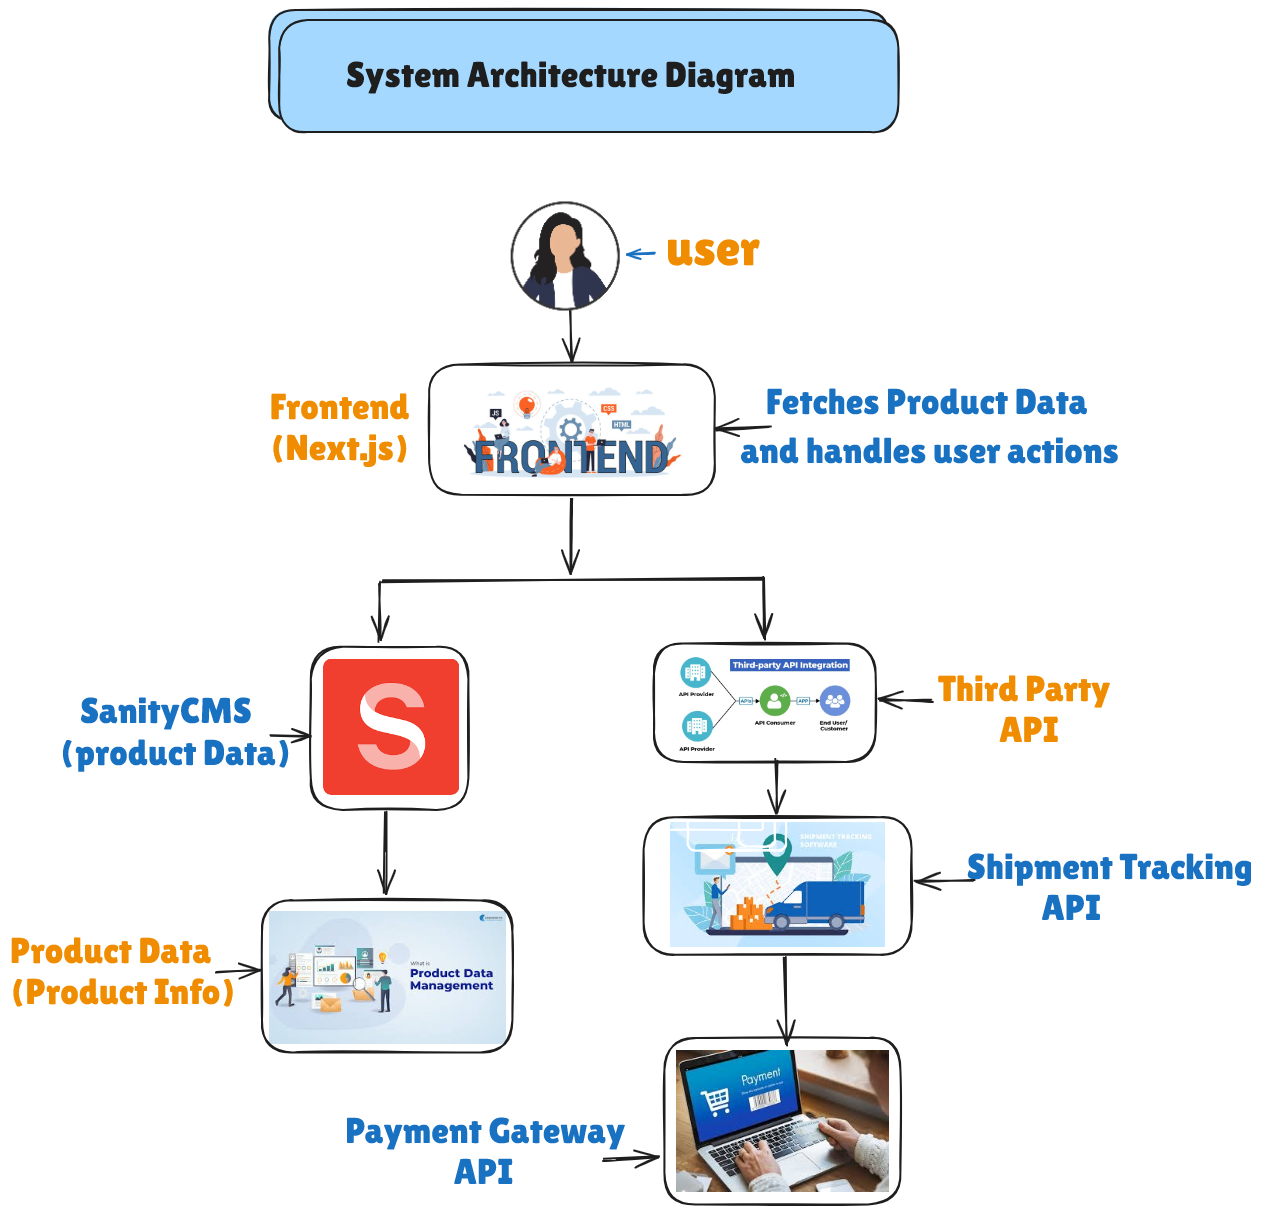 System Architecture Diagram
user
Frontend
(Next.js)
JS
CSS
HTML
FRONTEND
Fetches Product Data
and handles user actions
SanityCMS
(product Data)
S
Third-party API Integration
API Provider
APIs
APP
API Consumer
End User/
Customer
API Provider
Third Party
API
SHIPMENT TRACKING
SOFTWARE
Shipment Tracking
API
Product Data
(Product Info)
What is
Product Data
Management
Payment
Payment Gateway
API